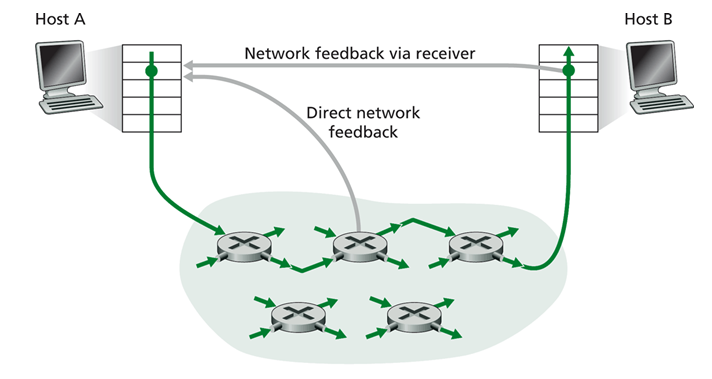 Host A
Host B
Network feedback via receiver
Direct network
feedback